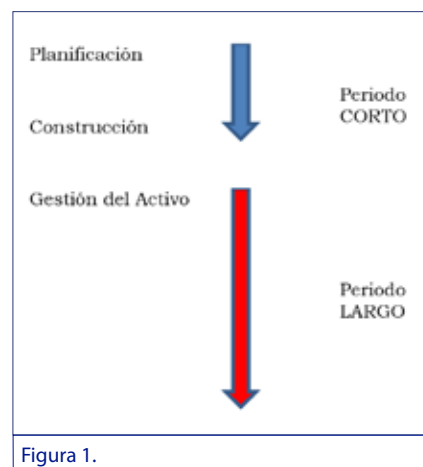 Planificación
Periodo
CORTO
Construcción
Gestión del Activo
Periodo
LARGO
Figura 1.